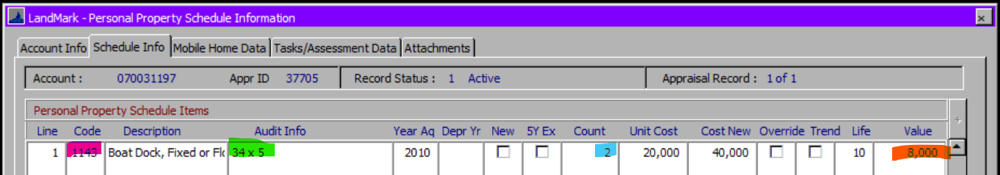 LandMark - Personal Property Schedule Information
Account Info Schedule Info Mobile Home Data Tasks/Assessment Data Attachments
Account : 070031197 Appr ID 37705 Record Status : 1 Active Appraisal Record : 1 of 1
Personal Property Schedule Items
Line Code Description Audit Info Year Aq Depr Yr New 5Y Ex Count Unit Cost Cost New Override Trend Life Value
1 1143 Boat Dock, Fixed or Flo 34 x 5 2010 2 20,000 40,000 10 8,000